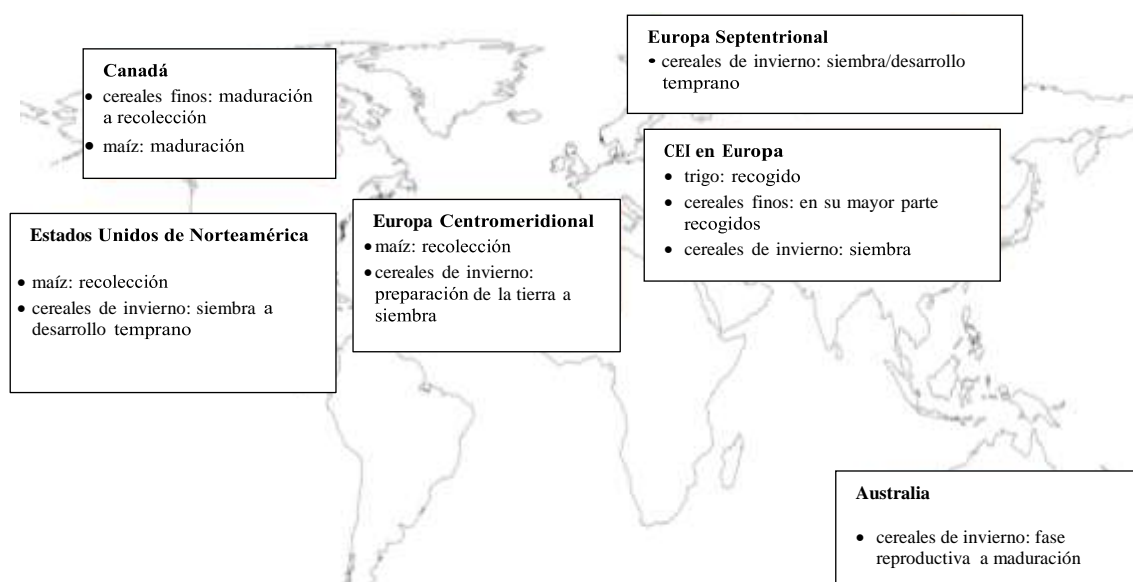 Canadá
• cereales finos: maduración
a recolección
• maíz: maduración
Estados Unidos de Norteamérica
• maíz: recolección
• cereales de invierno: siembra a
desarrollo temprano
Europa Centromeridional
• maíz: recolección
• cereales de invierno:
preparación de la tierra a
siembra
Europa Septentrional
• cereales de invierno: siembra/desarrollo
temprano
CEI en Europa
• trigo: recogido
• cereales finos: en su mayor parte
recogidos
• cereales de invierno: siembra
Australia
• cereales de invierno: fase
reproductiva a maduración